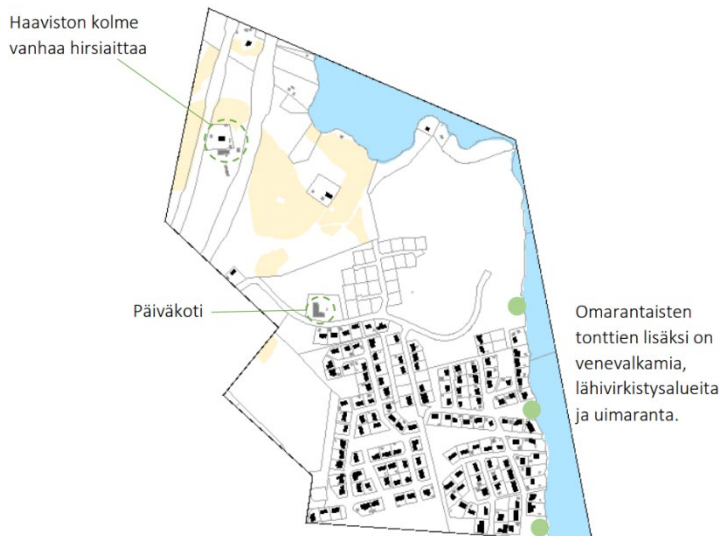 Haaviston kolme
vanhaa hirsiaittaa
Päiväkoti
Omarantaisten
tonttien lisäksi on
venevalkamia,
lähivirkistysalueita
ja uimaranta.